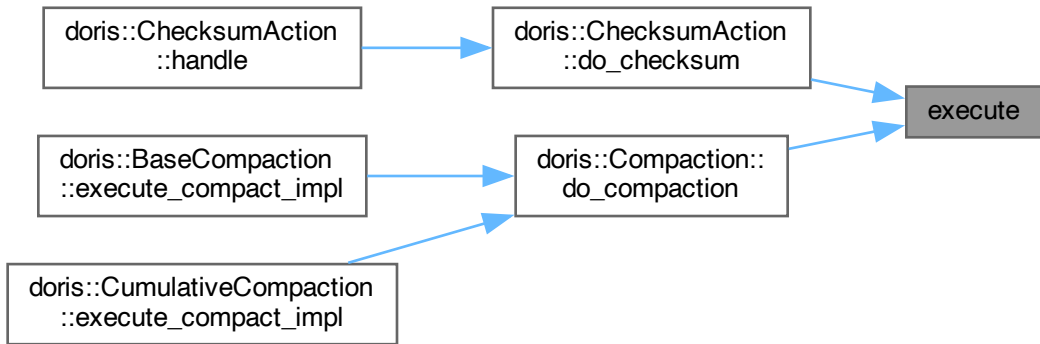 doris::ChecksumAction
::handle
doris::ChecksumAction
::do_checksum
execute
doris::BaseCompaction
::execute_compact_impl
doris::Compaction::
do_compaction
doris::CumulativeCompaction
::execute_compact_impl